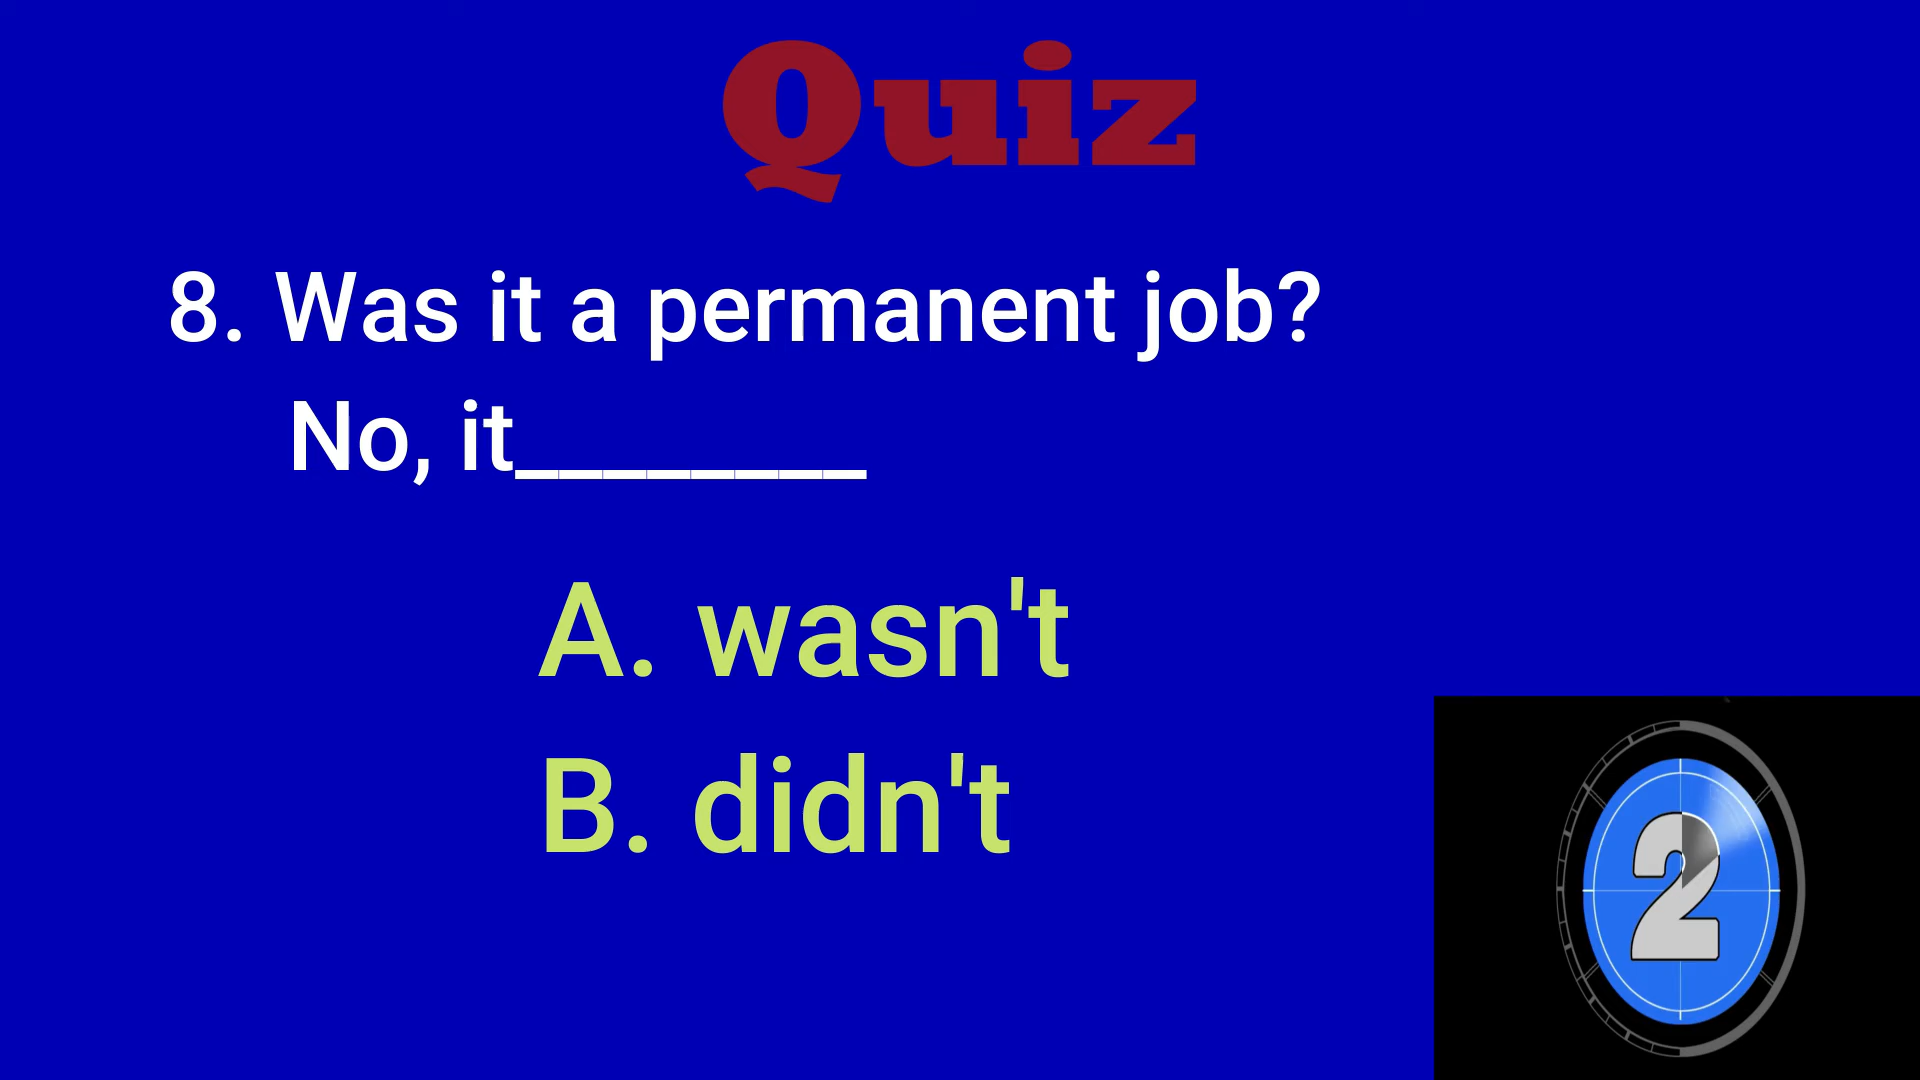 Quiz
8. Was it a permanent job?
No, it________
A. wasn't
B. didn't
2